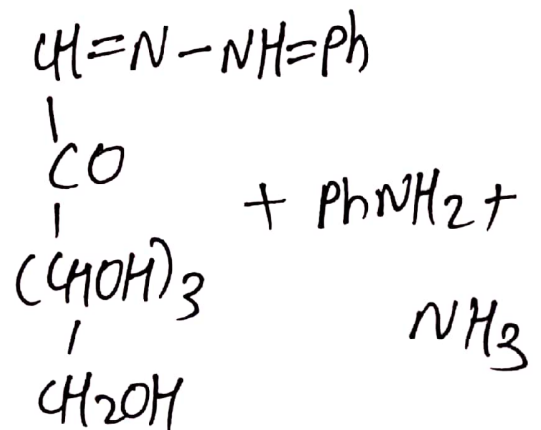 CH=N-NH=Ph
|
CO
|
(CHOH)3
|
CH2OH
+ PhNH2+
NH3